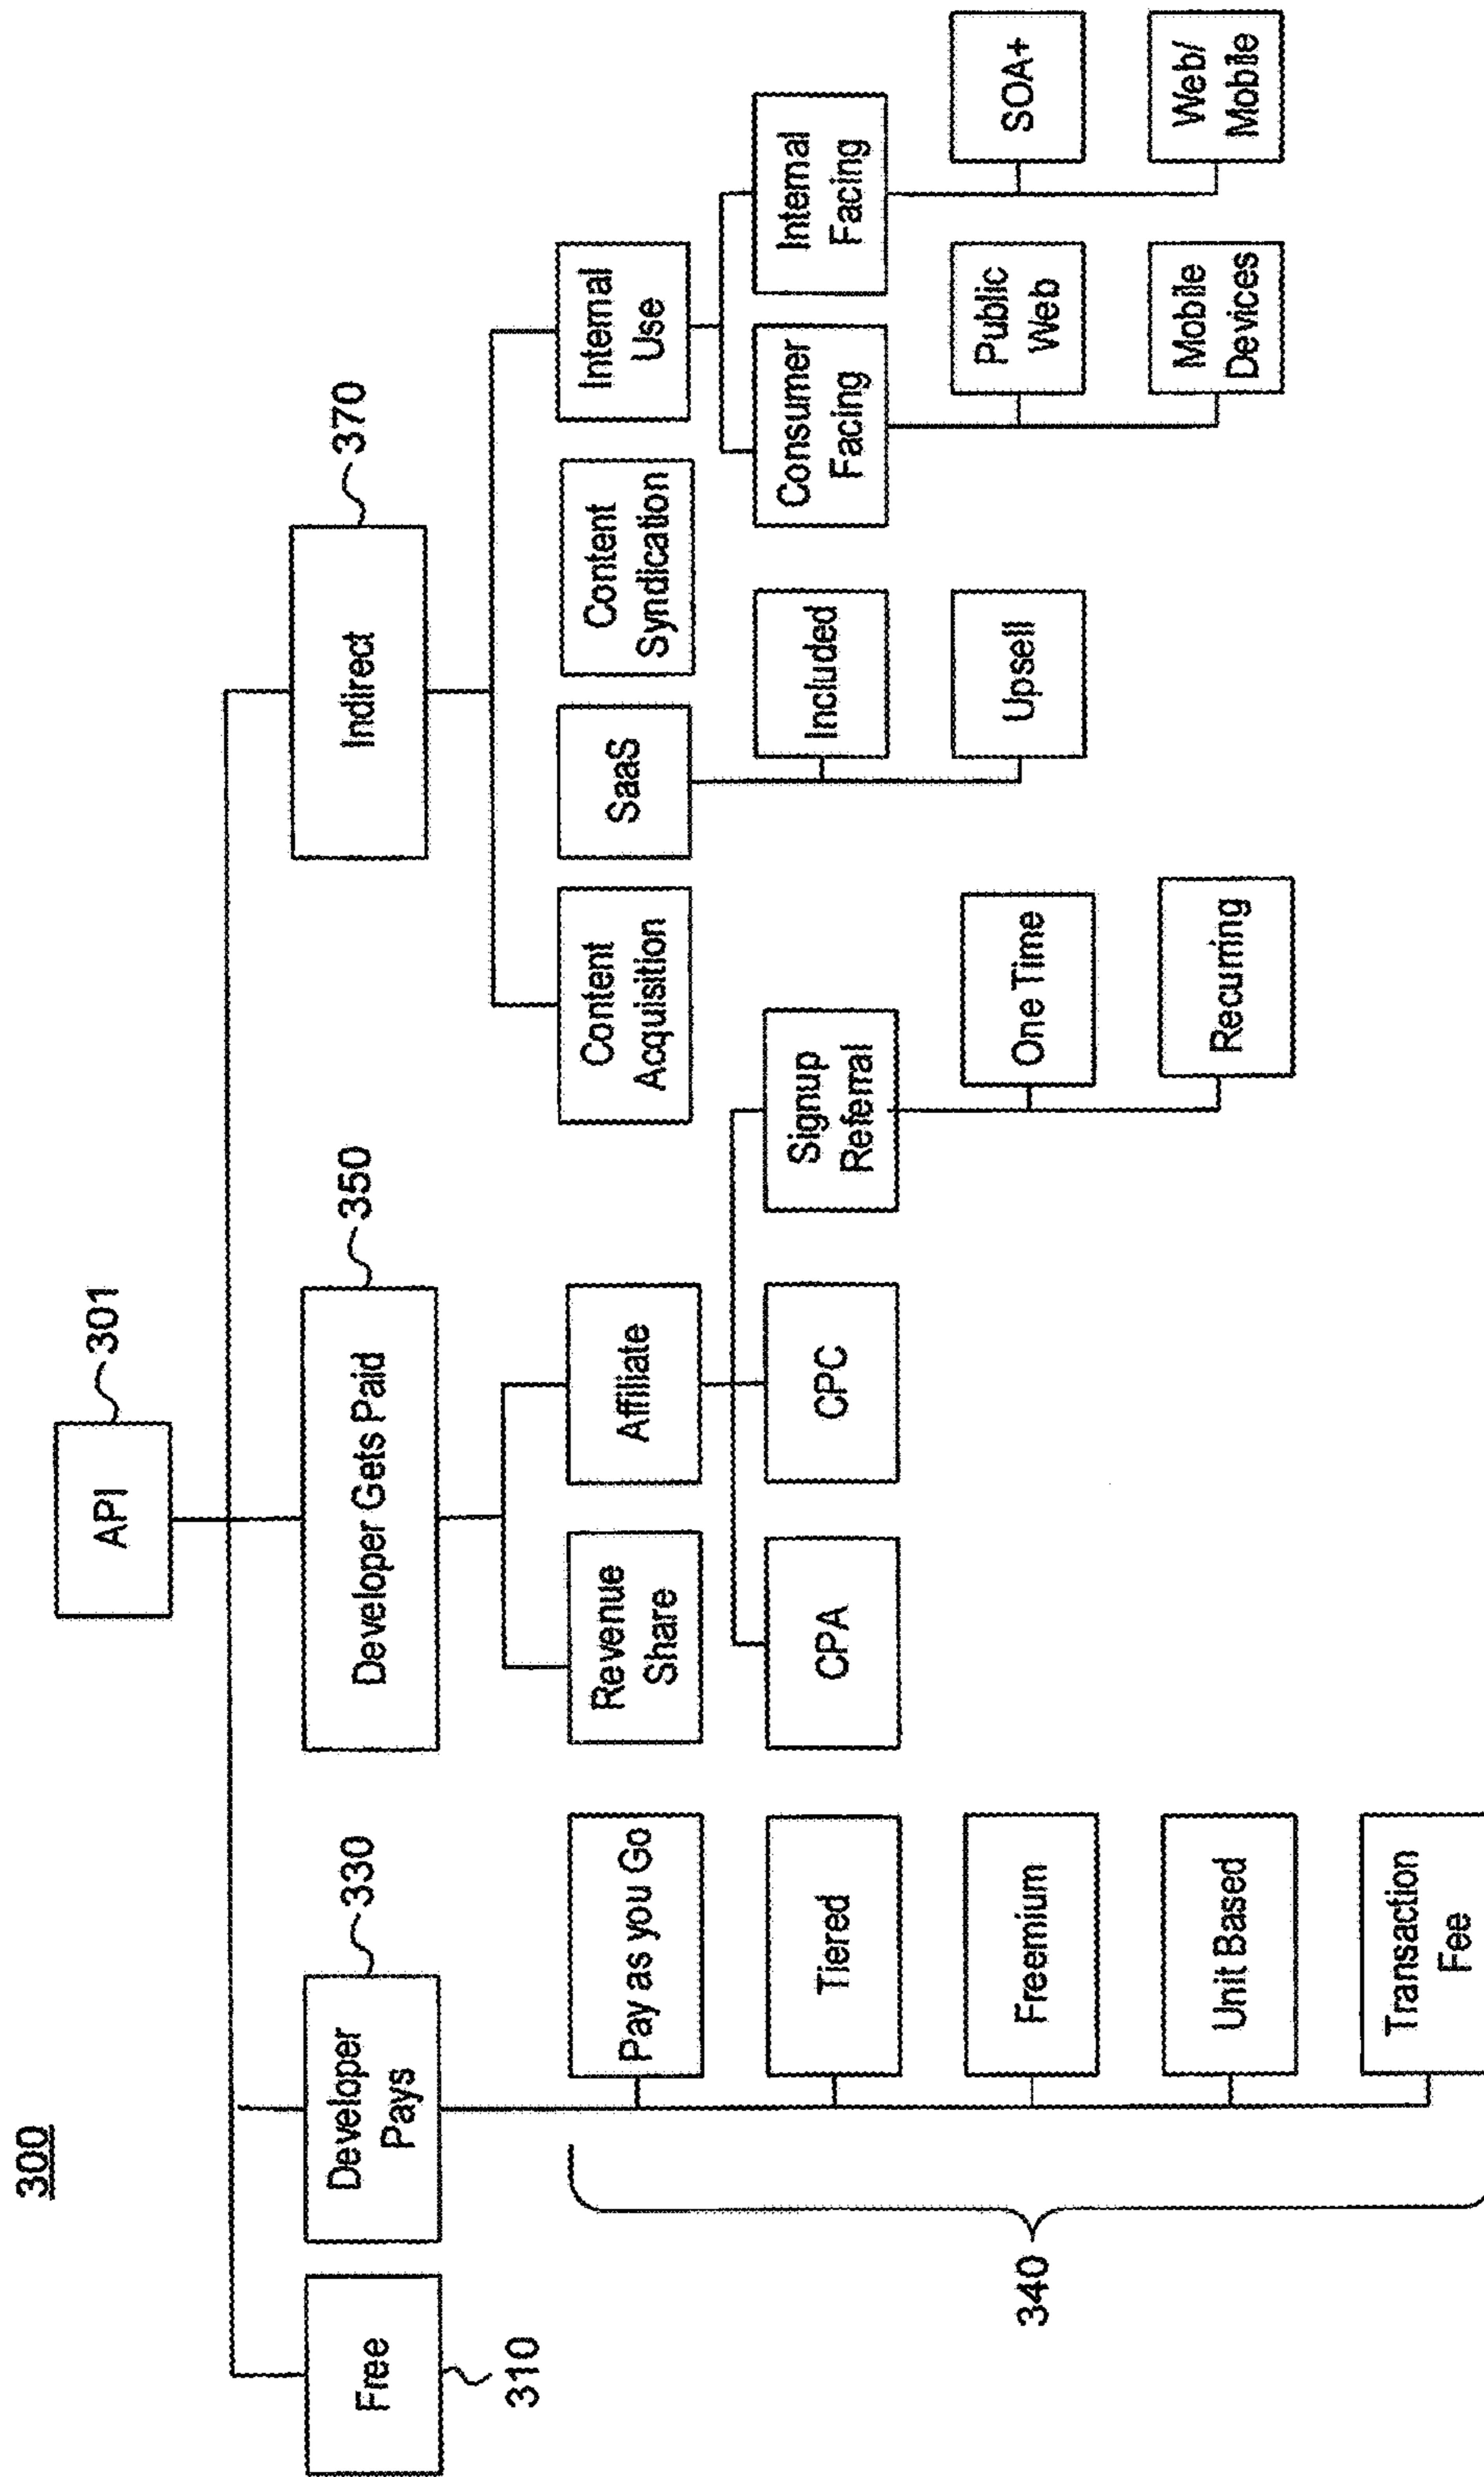 300
API
301
Free
310
Developer
Pays
330
Developer Gets Paid
350
Indirect
370
340
Pay as you Go
Tiered
Freemium
Unit Based
Transaction
Fee
Revenue
Share
Affiliate
CPA
CPC
Signup
Referral
One Time
Recurring
Content
Acquisition
SaaS
Included
Upsell
Content
Syndication
Internal
Use
Consumer
Facing
Public
Web
Mobile
Devices
Internal
Facing
SOA+
Web/
Mobile